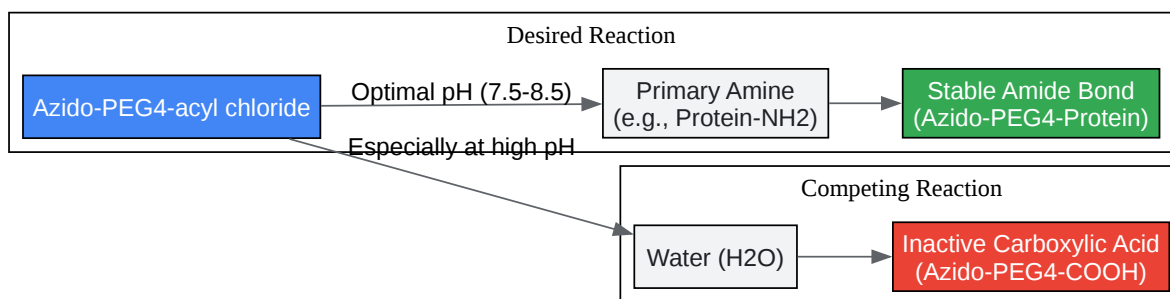 Desired Reaction
Azido-PEG4-acyl chloride
Optimal pH (7.5-8.5)
Primary Amine
(e.g., Protein-NH2)
Stable Amide Bond
(Azido-PEG4-Protein)
Especially at high pH
Competing Reaction
Water (H2O)
Inactive Carboxylic Acid
(Azido-PEG4-COOH)